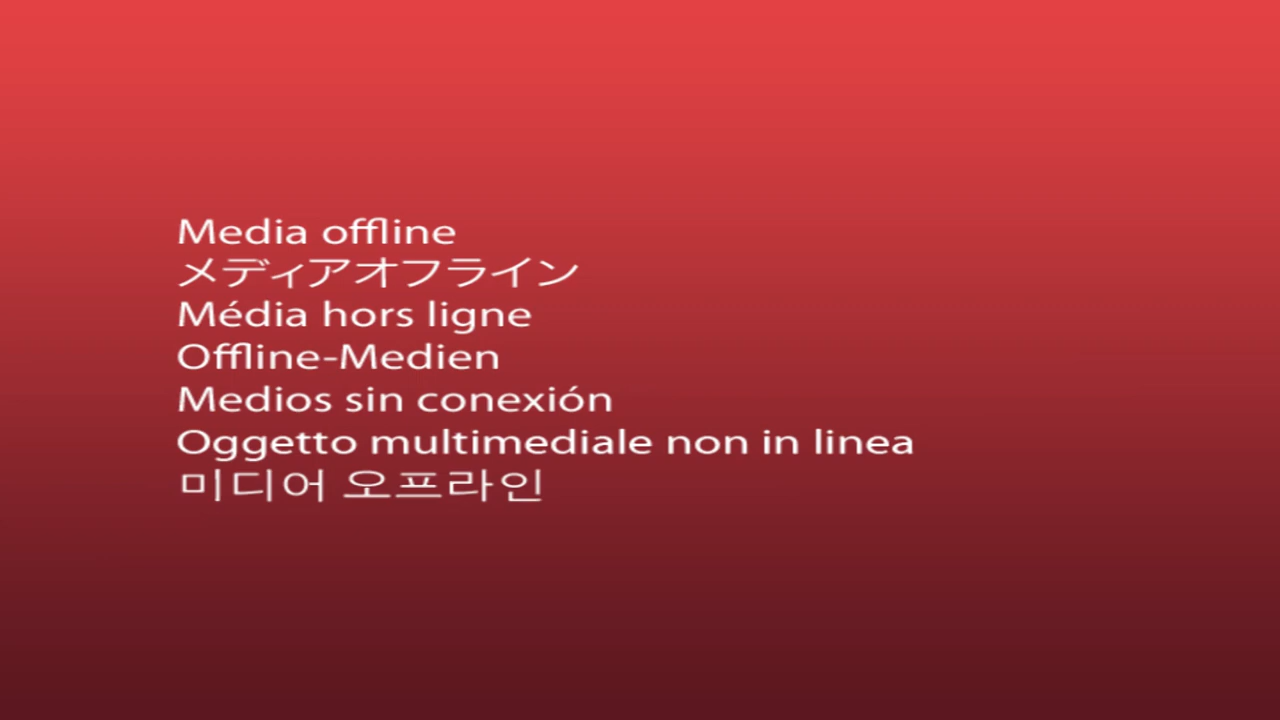 Media offline
メディアオフライン
Média hors ligne
Offline-Medien
Medios sin conexión
Oggetto multimediale non in linea
미디어 오프라인